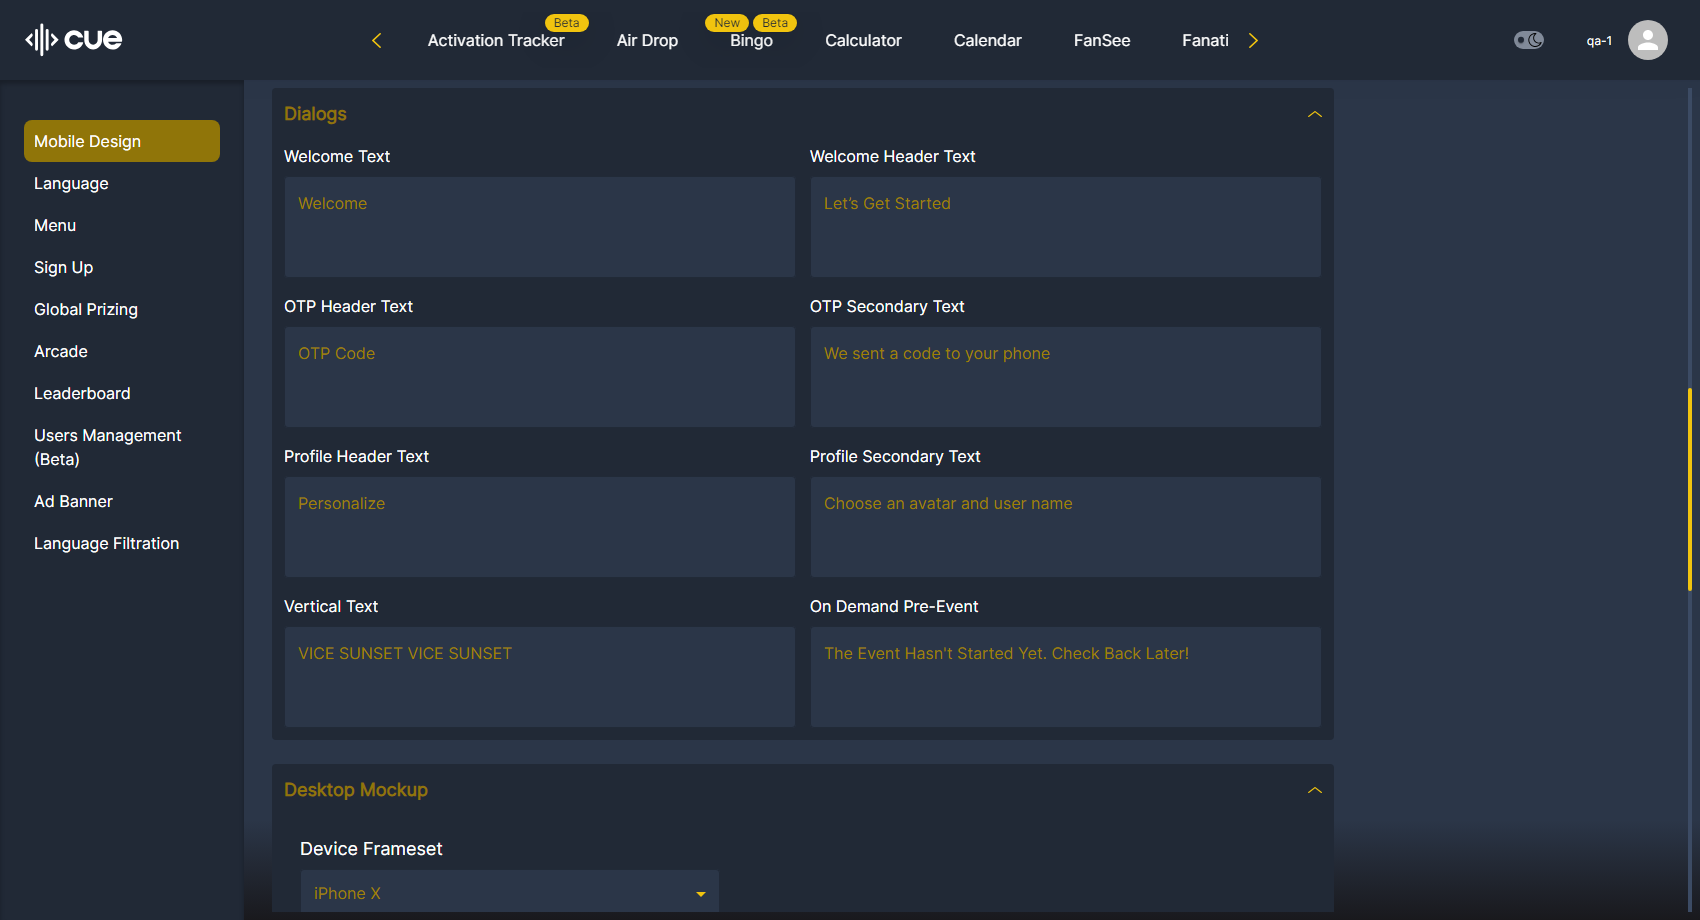 cue
Beta
New
Beta
Activation Tracker
Air Drop
Bingo
Calculator
Calendar
FanSee
Fanati
qa-1
Mobile Design
Language
Menu
Sign Up
Global Prizing
Arcade
Leaderboard
Users Management
(Beta)
Ad Banner
Language Filtration
Dialogs
Welcome Text
Welcome Header Text
Welcome
Let’s Get Started
OTP Header Text
OTP Secondary Text
OTP Code
We sent a code to your phone
Profile Header Text
Profile Secondary Text
Personalize
Choose an avatar and user name
Vertical Text
On Demand Pre-Event
VICE SUNSET VICE SUNSET
The Event Hasn't Started Yet. Check Back Later!
Desktop Mockup
Device Frameset
iPhone X